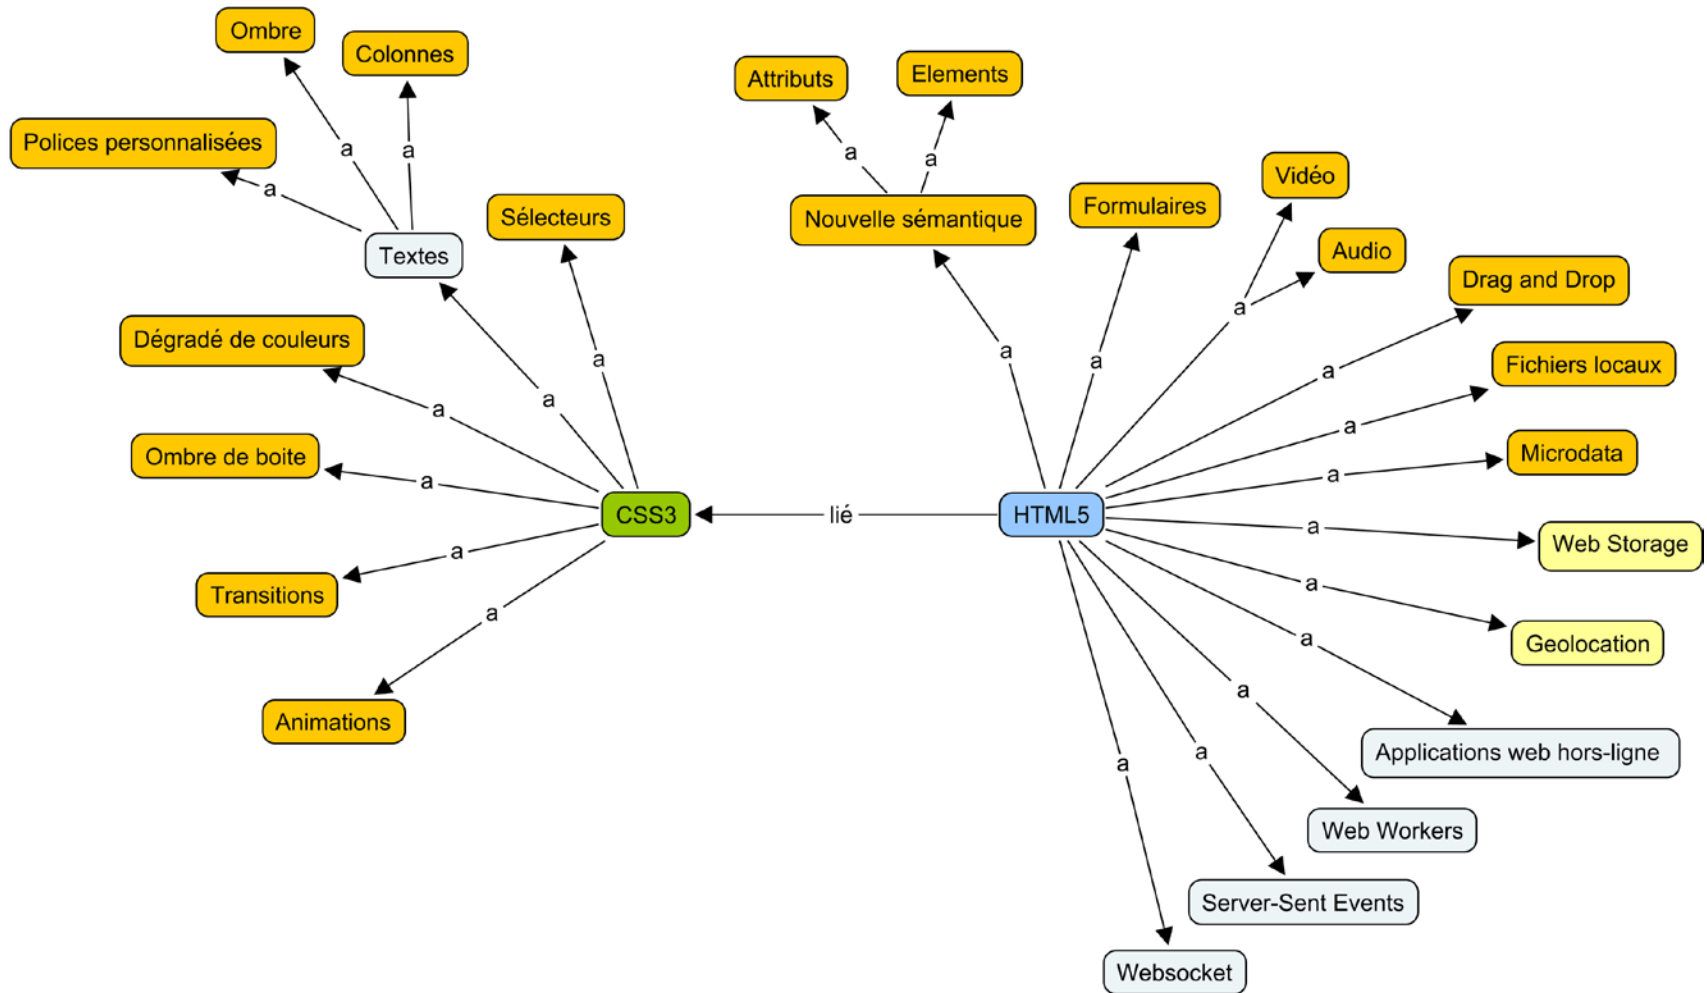 Ombre
Colonnes
Attributs
Elements
Polices personnalisées
a
a
a
a
a
Vidéo
Sélecteurs
Nouvelle sémantique
Formulaires
Textes
Audio
Drag and Drop
a
Dégradé de couleurs
a
a
a
a
Fichiers locaux
a
a
a
Ombre de boite
Microdata
a
a
CSS3
lié
HTML5
a
Web Storage
a
Transitions
a
a
a
Geolocation
a
Animations
a
a
Applications web hors-ligne
Web Workers
Server-Sent Events
Websocket